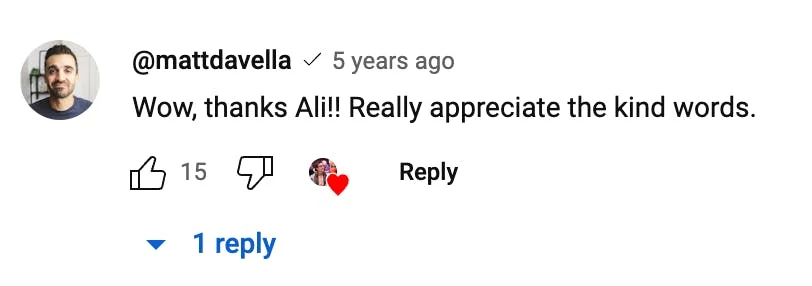 @mattdavella 5 years ago
Wow, thanks Ali!! Really appreciate the kind words.
15 Reply
1 reply